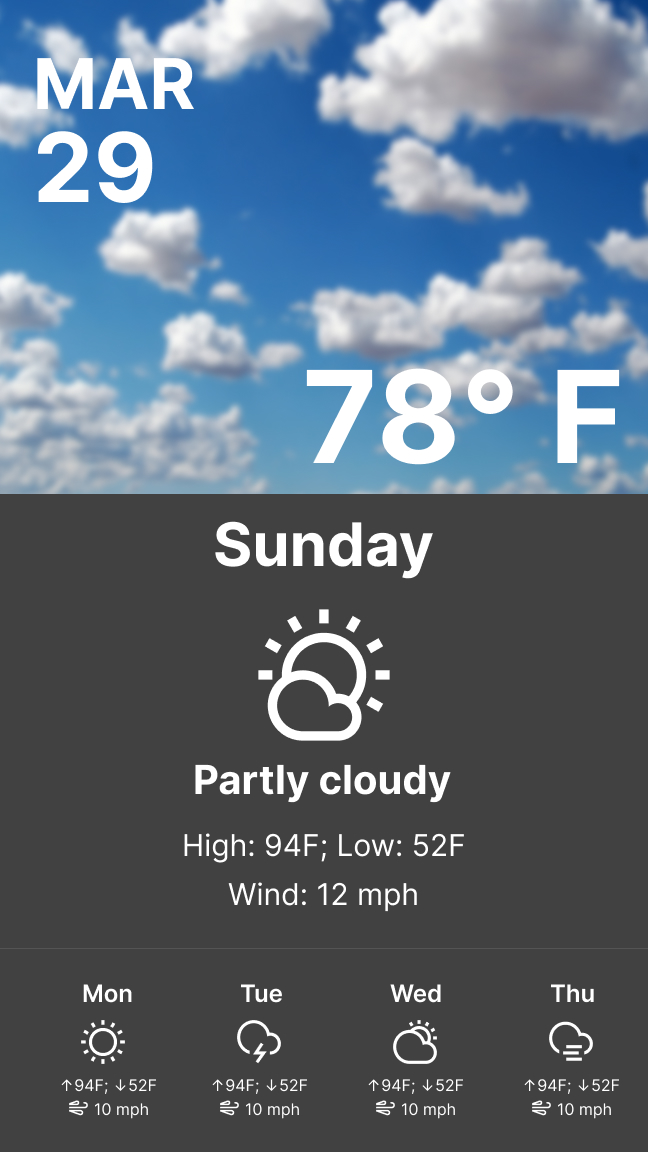 MAR
29
78° F
Sunday
Partly cloudy
High: 94F; Low: 52F
Wind: 12 mph
Mon Tue Wed Thu
↑94F; ↓52F ↑94F; ↓52F ↑94F; ↓52F ↑94F; ↓52F
10 mph 10 mph 10 mph 10 mph